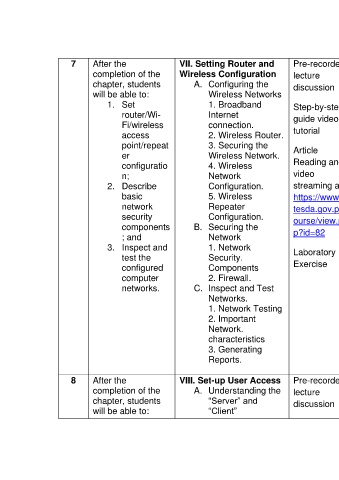 7
After the
completion of the
chapter, students
will be able to:
1. Set
router/Wi-
Fi/wireless
access
point/repeat
er
configuratio
n;
2. Describe
basic
network
security
components
; and
3. Inspect and
test the
configured
computer
networks.
VII. Setting Router and
Wireless Configuration
A. Configuring the
Wireless Networks
1. Broadband
Internet
connection.
2. Wireless Router.
3. Securing the
Wireless Network.
4. Wireless
Network
Configuration.
5. Wireless
Repeater
Configuration.
B. Securing the
Network
1. Network
Security.
Components
2. Firewall.
C. Inspect and Test
Networks.
1. Network Testing
2. Important
Network.
characteristics
3. Generating
Reports.
Pre-recorde
lecture
discussion
Step-by-ste
guide video
tutorial
Article
Reading an
video
streaming a
https://www
tesda.gov.p
ourse/view.
p?id=82
Laboratory
Exercise
8
After the
completion of the
chapter, students
will be able to:
VIII. Set-up User Access
A. Understanding the
“Server” and
“Client”
Pre-recorde
lecture
discussion